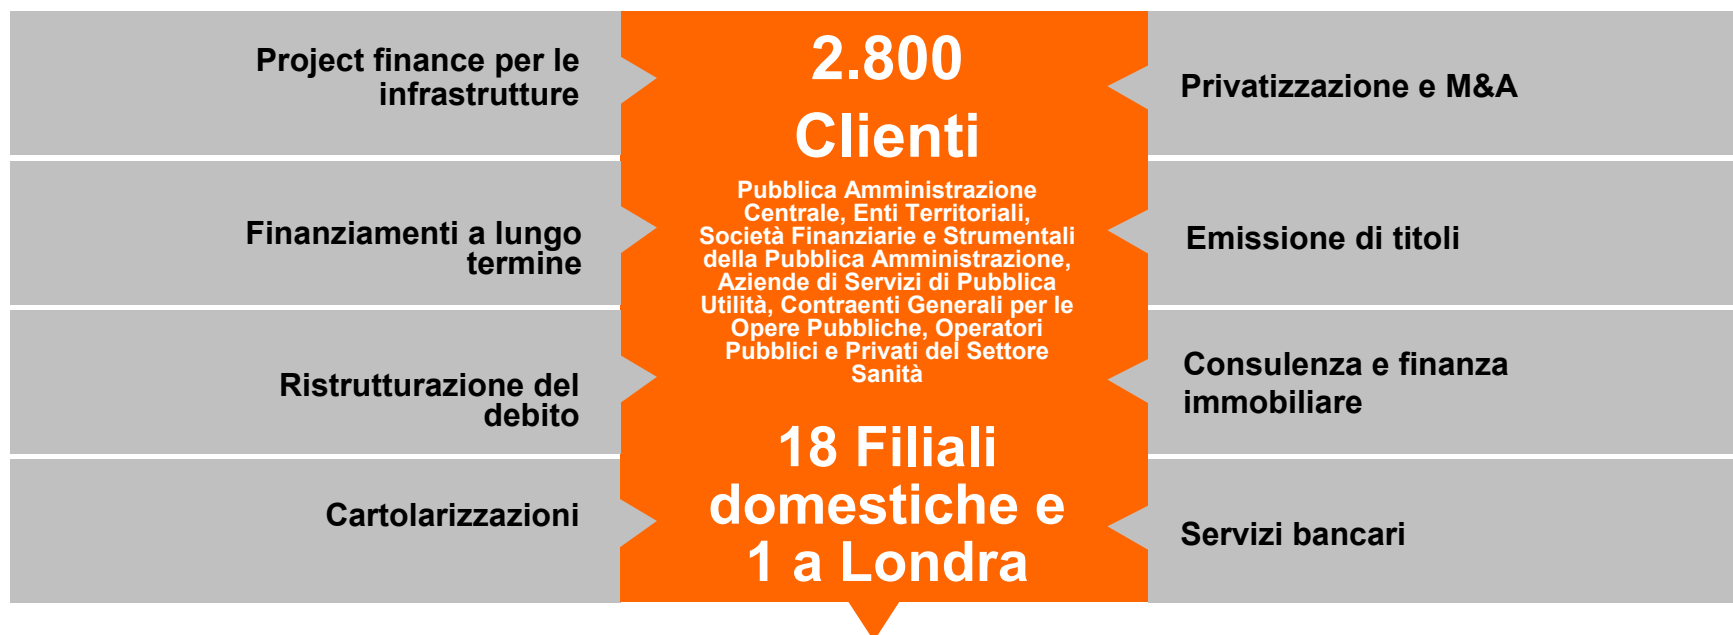 Project finance per le
infrastrutture
Finanziamenti a lungo
termine
Ristrutturazione del
debito
Cartolarizzazioni
2.800
Clienti
Pubblica Amministrazione
Centrale, Enti Territoriali,
Società Finanziarie e Strumentali
della Pubblica Amministrazione,
Aziende di Servizi di Pubblica
Utilità, Contraenti Generali per le
Opere Pubbliche, Operatori
Pubblici e Privati del Settore
Sanità
18 Filiali
domestiche e
1 a Londra
Privatizzazione e M&A
Emissione di titoli
Consulenza e finanza
immobiliare
Servizi bancari